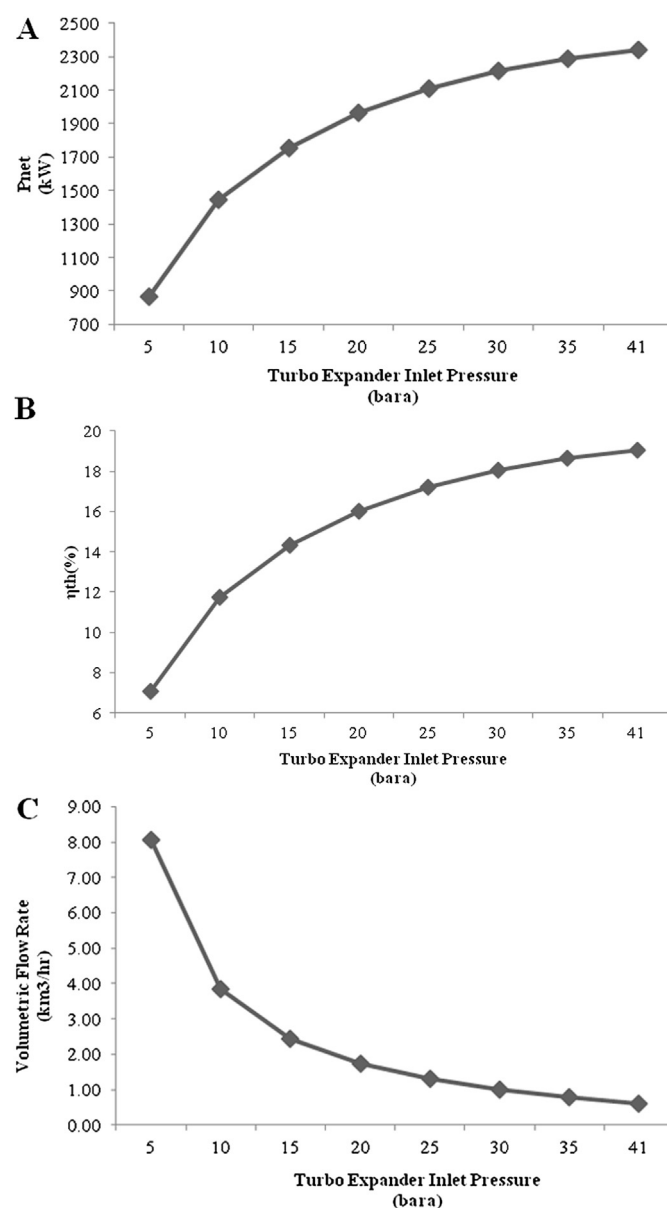 A
2500
2300
2100
1900
1700
1500
1300
1100
900
700
Pnet
(kW)
5 10 15 20 25 30 35 41
Turbo Expander Inlet Pressure
(bara)
B
20
18
16
14
12
10
8
6
ηth(%)
5 10 15 20 25 30 35 41
Turbo Expander Inlet Pressure
(bara)
C
9.00
8.00
7.00
6.00
5.00
4.00
3.00
2.00
1.00
0.00
Volumetric Flow Rate
(km3/hr)
5 10 15 20 25 30 35 41
Turbo Expander Inlet Pressure
(bara)